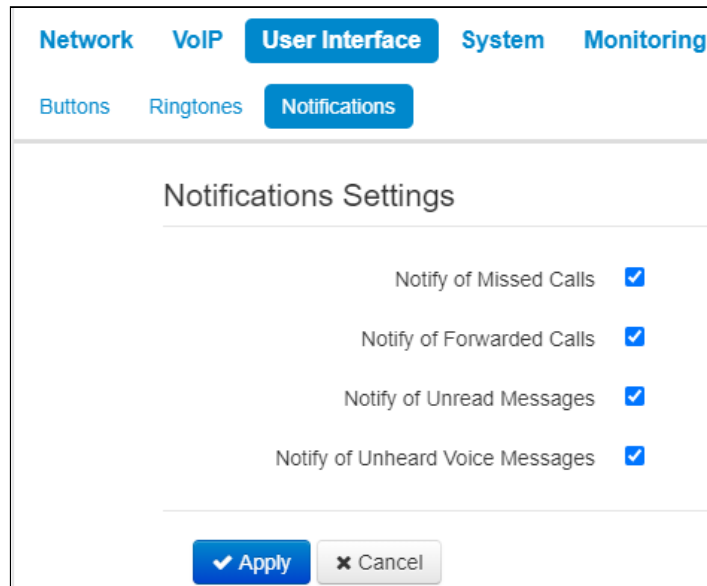 Network VoIP User Interface System Monitoring
Buttons Ringtones Notifications
Notifications Settings
Notify of Missed Calls
Notify of Forwarded Calls
Notify of Unread Messages
Notify of Unheard Voice Messages
Apply Cancel